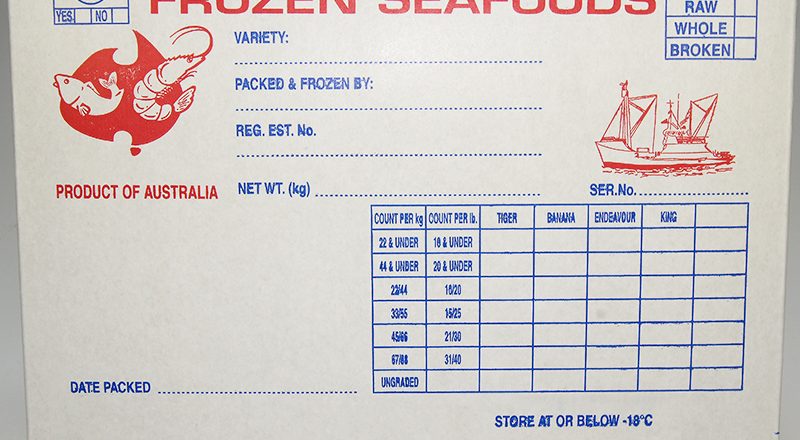 FROZEN SEAFOODS
YES NO
RAW
WHOLE
BROKEN
VARIETY:
PACKED & FROZEN BY:
REG. EST. No.
PRODUCT OF AUSTRALIA
NET WT. (kg)
SER.No.
COUNT PER kg COUNT PER lb. TIGER BANANA ENDEAVOUR KING
22 & UNDER 10 & UNDER
44 & UNDER 20 & UNDER
22/44 10/20
33/55 15/25
45/66 21/30
67/88 31/40
UNGRADED
DATE PACKED
STORE AT OR BELOW -18°C